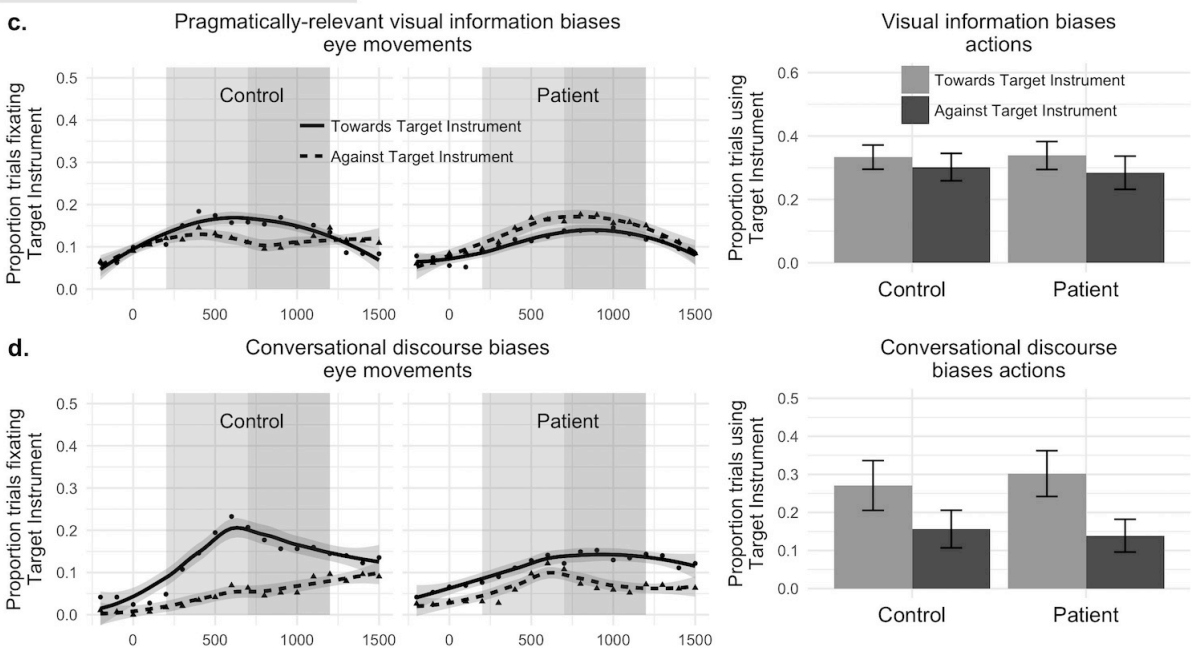 c.
Pragmatically-relevant visual information biases
eye movements
Proportion trials fixating
Target Instrument
0.5
0.4
0.3
0.2
0.1
0.0
Control
Patient
Towards Target Instrument
Against Target Instrument
0 500 1000 1500 0 500 1000 1500
Visual information biases
actions
Proportion trials using
Target Instrument
0.6
0.4
0.2
0.0
Towards Target Instrument
Against Target Instrument
Control Patient
d.
Conversational discourse biases
eye movements
Proportion trials fixating
Target Instrument
0.5
0.4
0.3
0.2
0.1
0.0
Control
Patient
0 500 1000 1500 0 500 1000 1500
Conversational discourse
biases actions
Proportion trials using
Target Instrument
0.5
0.4
0.3
0.2
0.1
0.0
Control Patient